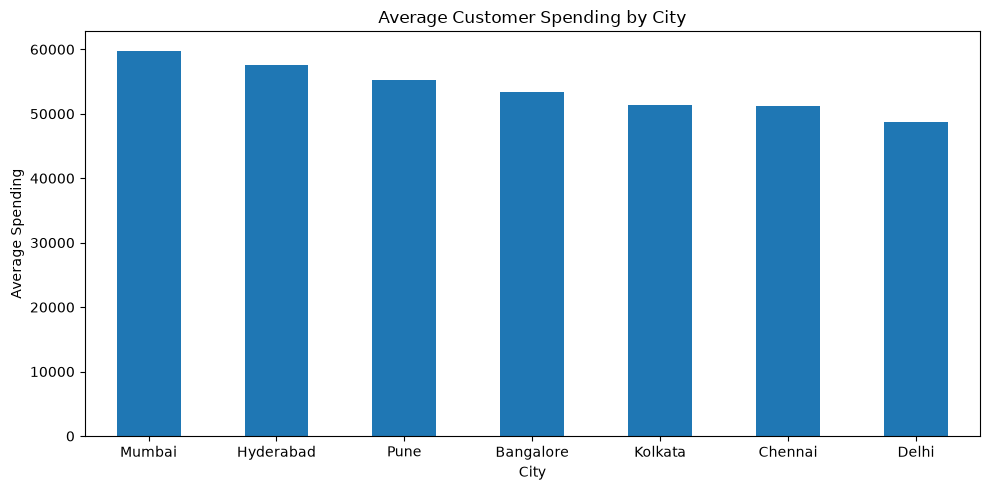 Average Customer Spending by City
Average Spending
60000
50000
40000
30000
20000
10000
0
Mumbai Hyderabad Pune Bangalore Kolkata Chennai Delhi
City